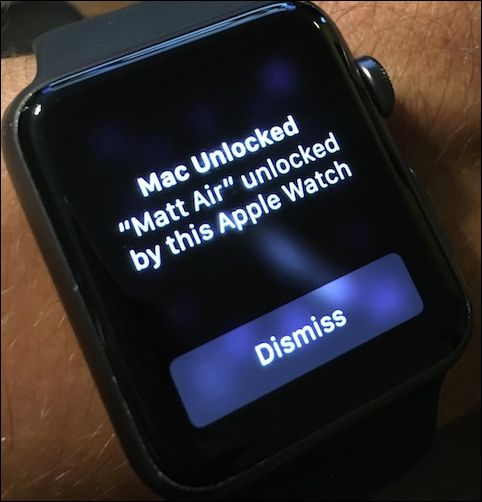 Mac Unlocked
"Matt Air" unlocked
by this Apple Watch
Dismiss